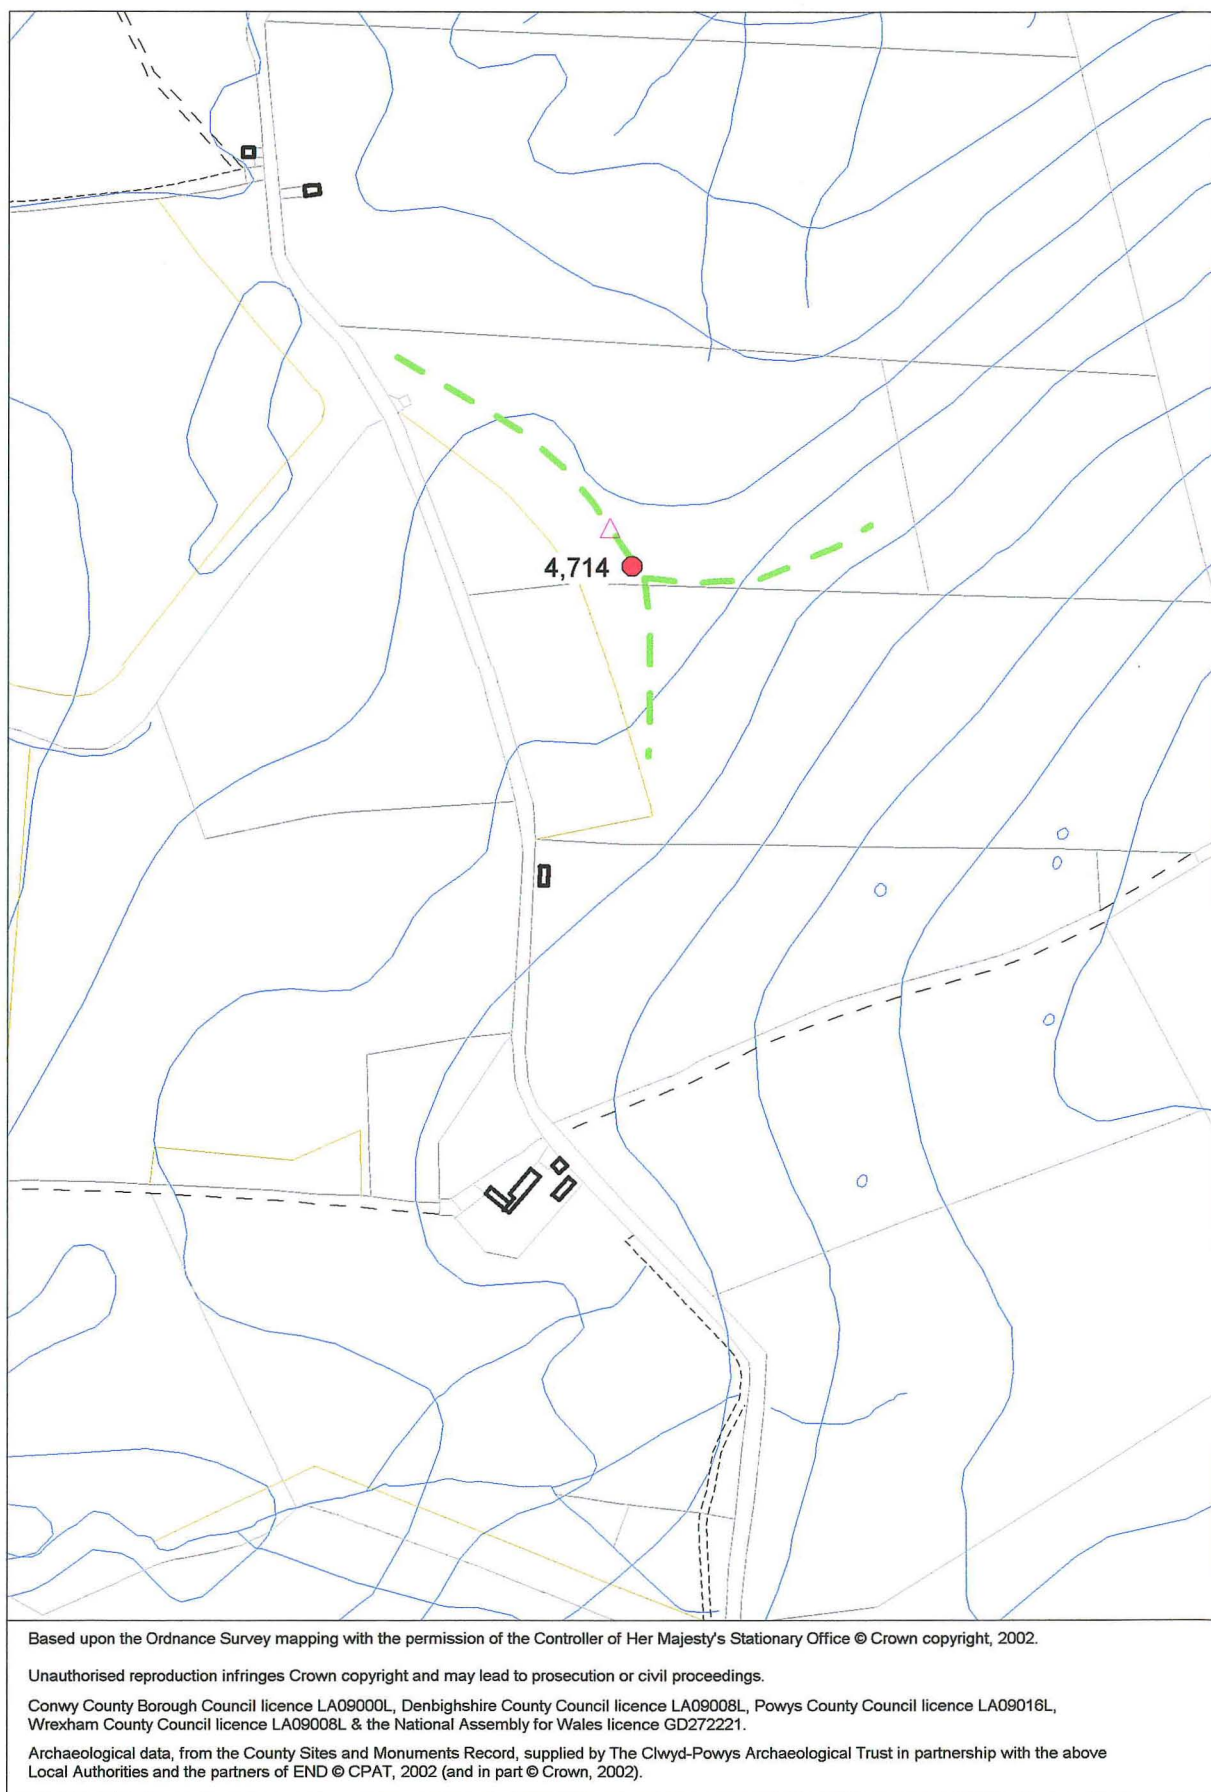 4,714
Based upon the Ordnance Survey mapping with the permission of the Controller of Her Majesty's Stationary Office © Crown copyright, 2002.
Unauthorised reproduction infringes Crown copyright and may lead to prosecution or civil proceedings.
Conwy County Borough Council licence LA09000L, Denbighshire County Council licence LA09008L, Powys County Council licence LA09016L,
Wrexham County Council licence LA09008L & the National Assembly for Wales licence GD272221.
Archaeological data, from the County Sites and Monuments Record, supplied by The Clwyd-Powys Archaeological Trust in partnership with the above
Local Authorities and the partners of END © CPAT, 2002 (and in part © Crown, 2002).